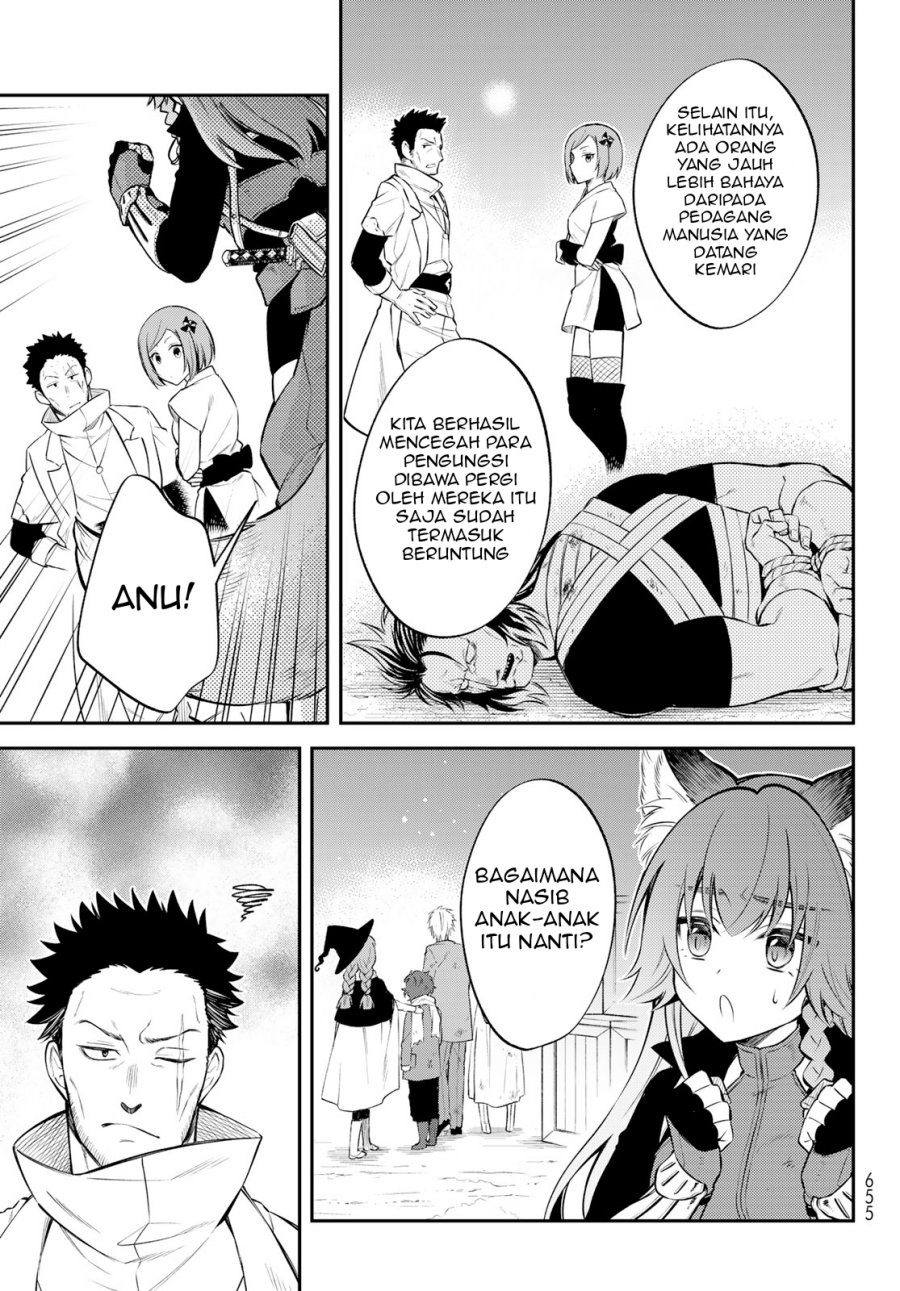 SELAIN ITU,
KELIHATANNYA
ADA ORANG
YANG JAUH
LEBIH BAHAYA
DARIPADA
PEDAGANG
MANUSIA YANG
DATANG
KEMARI
KITA BERHASIL
MENCEGAH PARA
PENGUNGSI
DIBAWA PERGI
OLEH MEREKA ITU
SAJA SUDAH
TERMASUK
BERUNTUNG
ANU!
BAGAIMANA
NASIB
ANAK-ANAK
ITU NANTI?
655